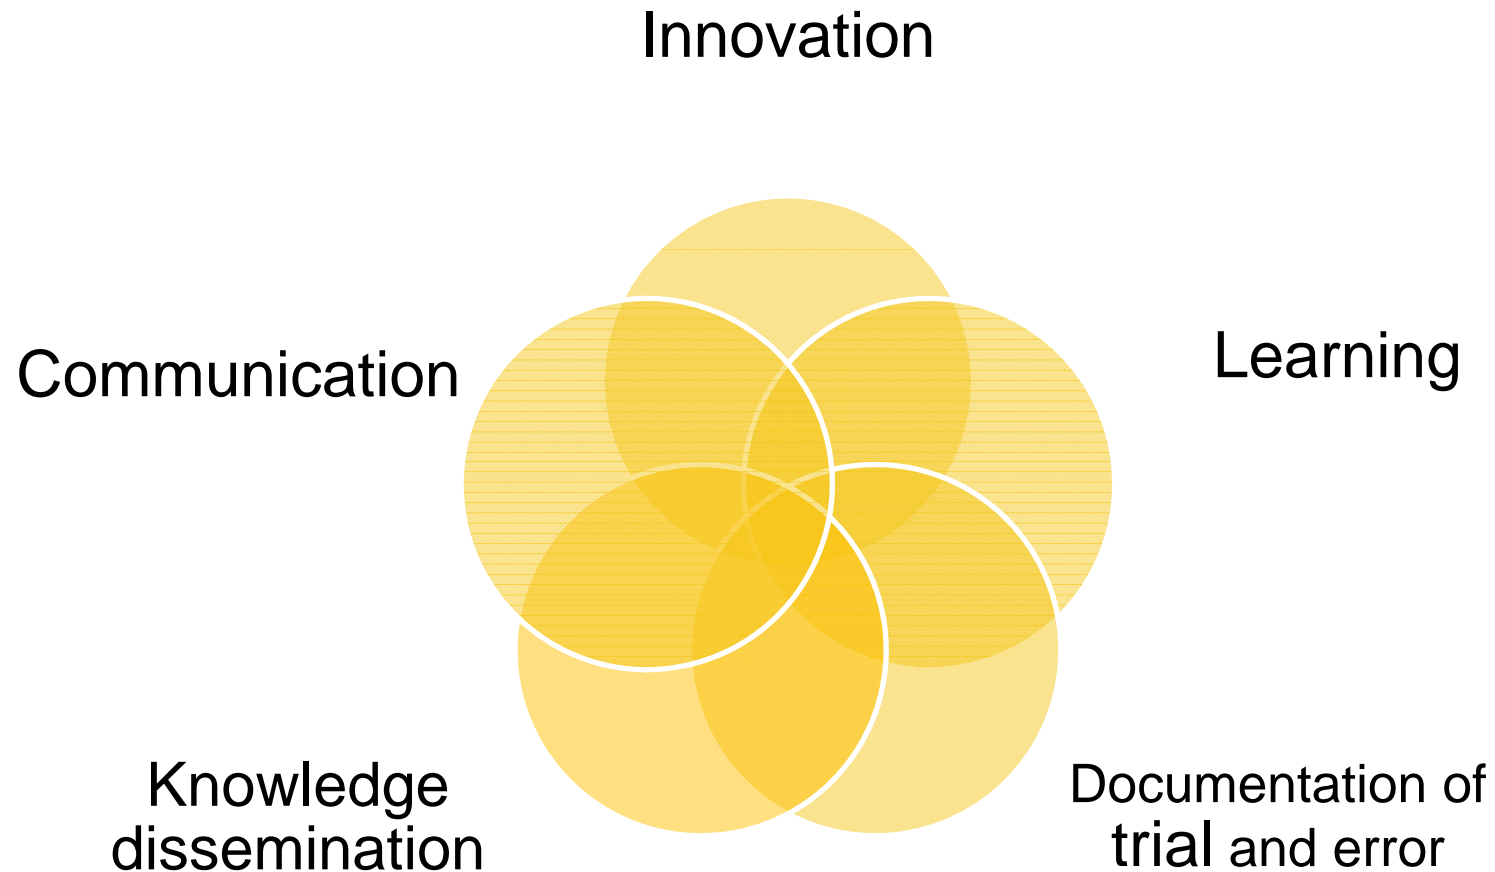 Innovation
Learning
Communication
Knowledge
dissemination
Documentation of
trial and error